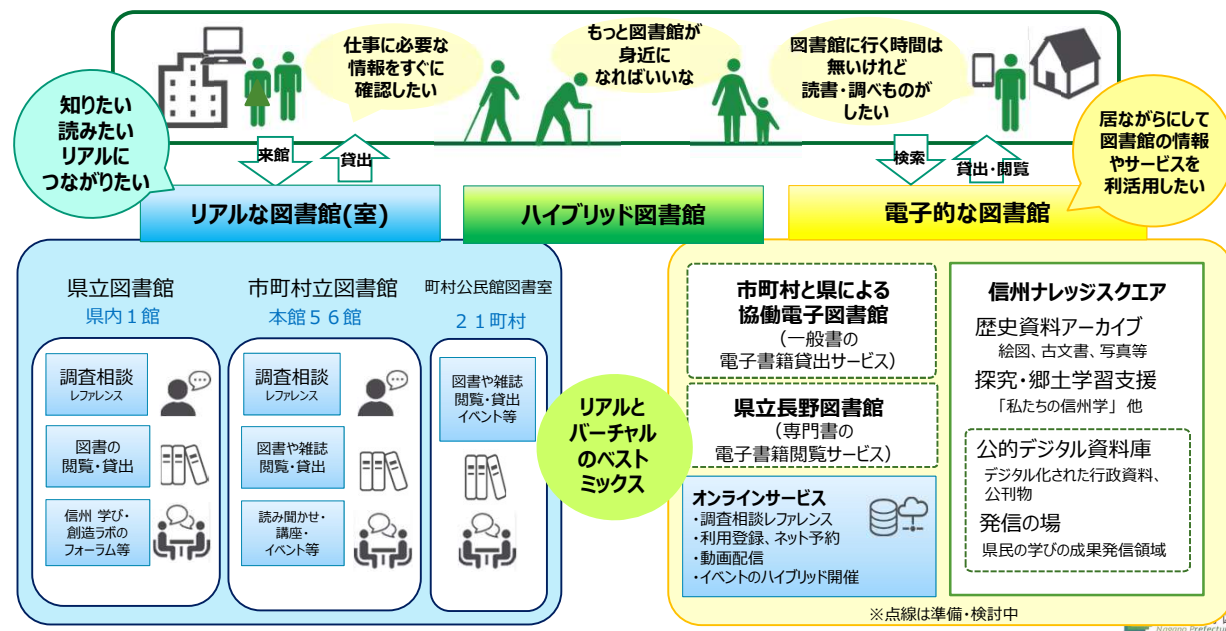 仕事に必要な
情報をすぐに
確認したい
もっと図書館が
身近に
なればいいな
図書館に行く時間は
無いけれど
読書・調べものが
したい
知りたい
読みたい
リアルに
つながりたい
居ながらにして
図書館の情報
やサービスを
利活用したい
来館
貸出
検索
貸出・閲覧
リアルな図書館(室)
ハイブリッド図書館
電子的な図書館
県立図書館
県内1館
市町村立図書館
本館56館
町村公民館図書室
21町村
調査相談
レファレンス
図書の
閲覧・貸出
信州 学び・
創造ラボの
フォーラム等
調査相談
レファレンス
図書や雑誌
閲覧・貸出
読み聞かせ・
講座・
イベント等
図書や雑誌
閲覧・貸出
イベント等
リアルと
バーチャル
のベスト
ミックス
市町村と県による
協働電子図書館
(一般書の
電子書籍貸出サービス)
県立長野図書館
(専門書の
電子書籍閲覧サービス)
オンラインサービス
・調査相談レファレンス
・利用登録、ネット予約
・動画配信
・イベントのハイブリッド開催
信州ナレッジスクエア
歴史資料アーカイブ
絵図、古文書、写真等
探究・郷土学習支援
「私たちの信州学」 他
公的デジタル資料庫
デジタル化された行政資料、
公刊物
発信の場
県民の学びの成果発信領域
※点線は準備・検討中